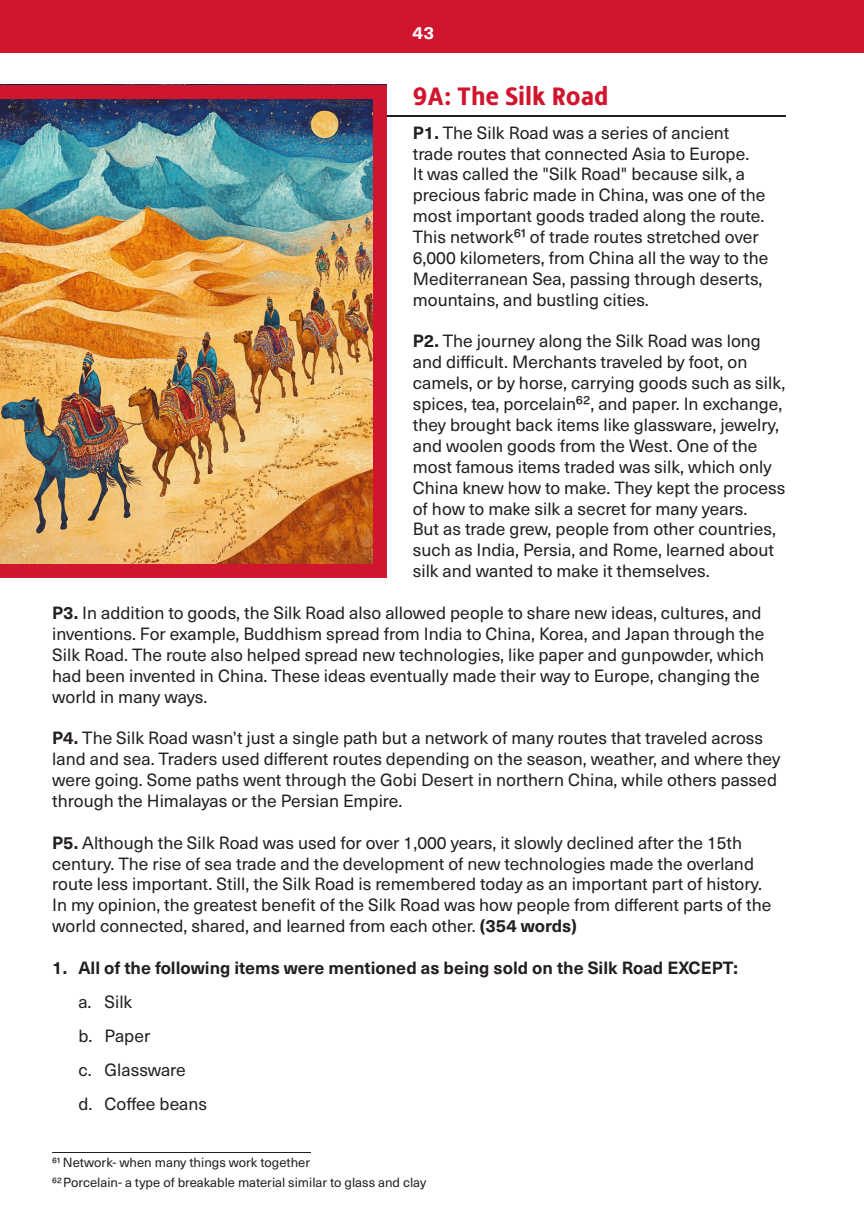 43
9A: The Silk Road
P1. The Silk Road was a series of ancient
trade routes that connected Asia to Europe.
It was called the "Silk Road" because silk, a
precious fabric made in China, was one of the
most important goods traded along the route.
This network⁶¹ of trade routes stretched over
6,000 kilometers, from China all the way to the
Mediterranean Sea, passing through deserts,
mountains, and bustling cities.
P2. The journey along the Silk Road was long
and difficult. Merchants traveled by foot, on
camels, or by horse, carrying goods such as silk,
spices, tea, porcelain⁶², and paper. In exchange,
they brought back items like glassware, jewelry,
and woolen goods from the West. One of the
most famous items traded was silk, which only
China knew how to make. They kept the process
of how to make silk a secret for many years.
But as trade grew, people from other countries,
such as India, Persia, and Rome, learned about
silk and wanted to make it themselves.
P3. In addition to goods, the Silk Road also allowed people to share new ideas, cultures, and
inventions. For example, Buddhism spread from India to China, Korea, and Japan through the
Silk Road. The route also helped spread new technologies, like paper and gunpowder, which
had been invented in China. These ideas eventually made their way to Europe, changing the
world in many ways.
P4. The Silk Road wasn’t just a single path but a network of many routes that traveled across
land and sea. Traders used different routes depending on the season, weather, and where they
were going. Some paths went through the Gobi Desert in northern China, while others passed
through the Himalayas or the Persian Empire.
P5. Although the Silk Road was used for over 1,000 years, it slowly declined after the 15th
century. The rise of sea trade and the development of new technologies made the overland
route less important. Still, the Silk Road is remembered today as an important part of history.
In my opinion, the greatest benefit of the Silk Road was how people from different parts of the
world connected, shared, and learned from each other. (354 words)
1. All of the following items were mentioned as being sold on the Silk Road EXCEPT:
a. Silk
b. Paper
c. Glassware
d. Coffee beans
⁶¹ Network- when many things work together
⁶² Porcelain- a type of breakable material similar to glass and clay